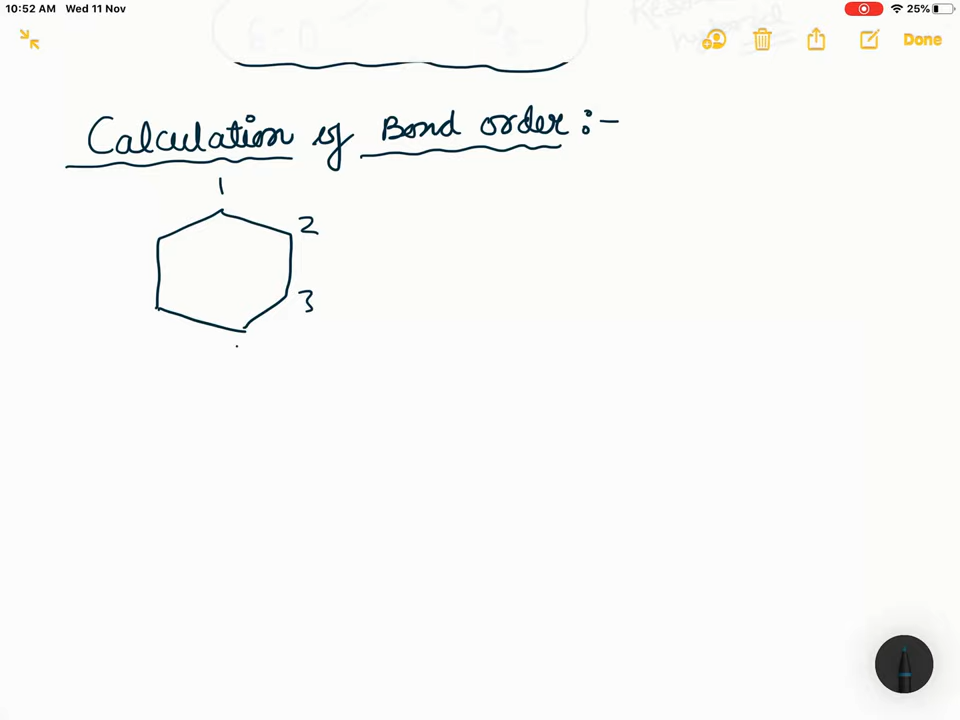 10:52 AM Wed 11 Nov
25%
Done
Calculation of Bond order :-
1
2
3